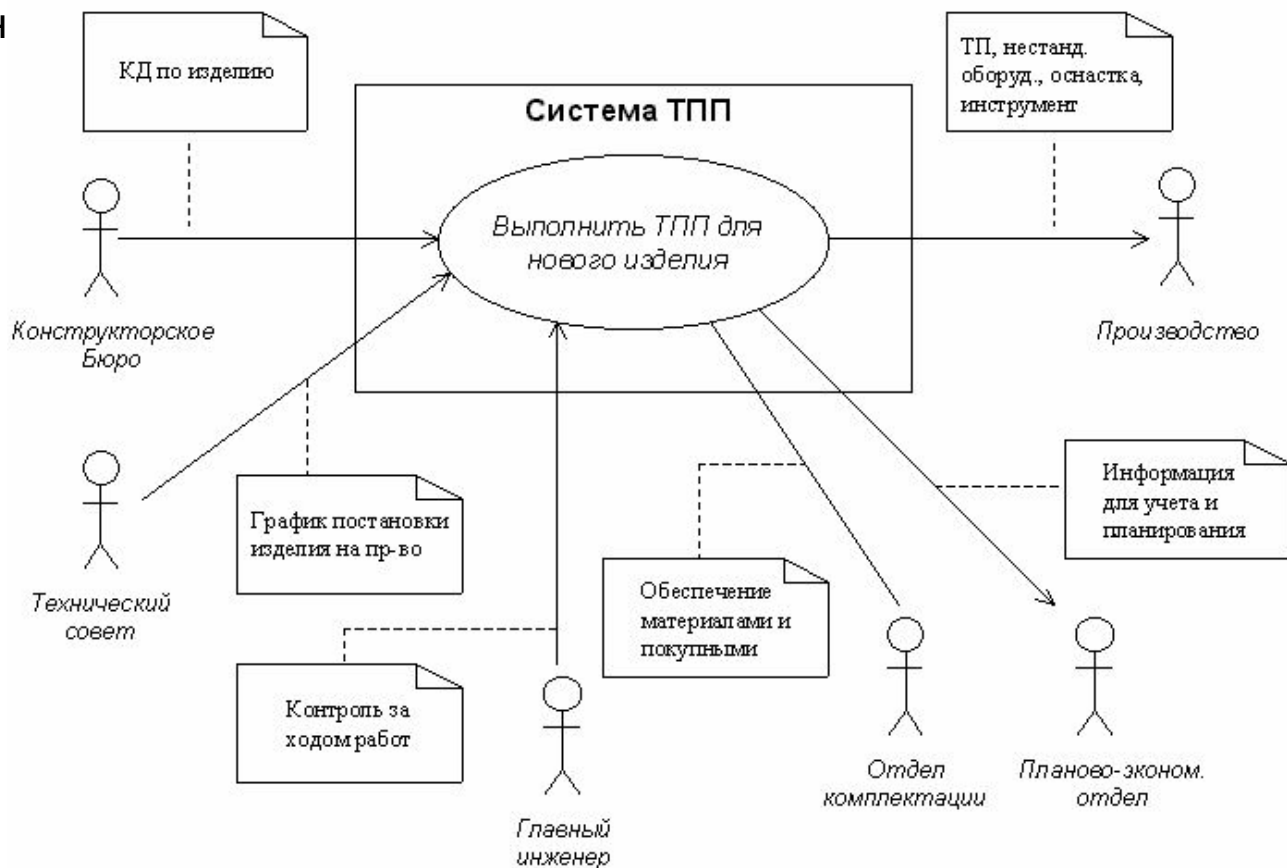 КД по изделию
ТП, нестанд.
оборуд., оснастка,
инструмент
Система ТПП
Выполнить ТПП для
нового изделия
Конструкторское
Бюро
Производство
График постановки
изделия на пр-во
Информация
для учета и
планирования
Технический
совет
Обеспечение
материалами и
покупными
Контроль за
ходом работ
Отдел
комплектации
Планово-эконом.
отдел
Главный
инженер